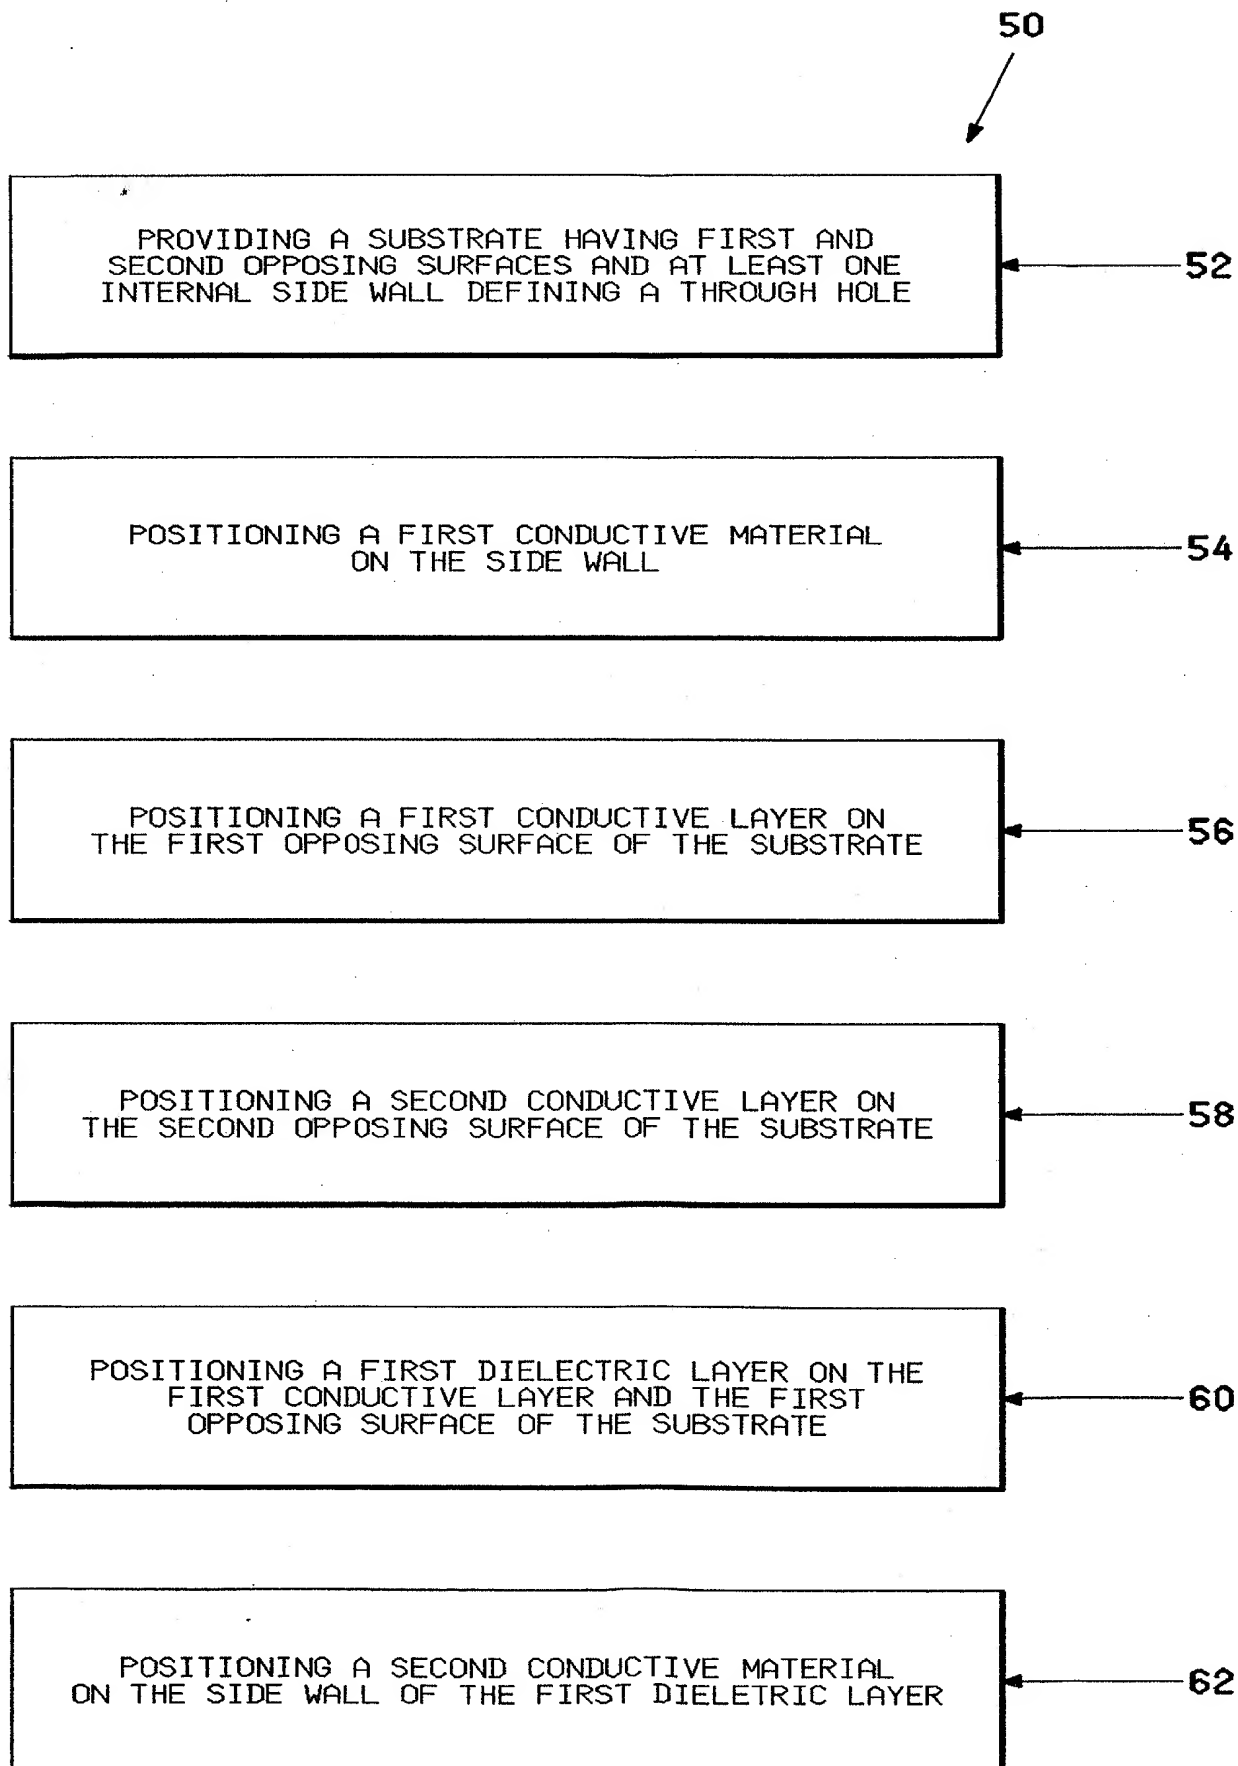 50
PROVIDING A SUBSTRATE HAVING FIRST AND
SECOND OPPOSING SURFACES AND AT LEAST ONE
INTERNAL SIDE WALL DEFINING A THROUGH HOLE
52
POSITIONING A FIRST CONDUCTIVE MATERIAL
ON THE SIDE WALL
54
POSITIONING A FIRST CONDUCTIVE LAYER ON
THE FIRST OPPOSING SURFACE OF THE SUBSTRATE
56
POSITIONING A SECOND CONDUCTIVE LAYER ON
THE SECOND OPPOSING SURFACE OF THE SUBSTRATE
58
POSITIONING A FIRST DIELECTRIC LAYER ON THE
FIRST CONDUCTIVE LAYER AND THE FIRST
OPPOSING SURFACE OF THE SUBSTRATE
60
POSITIONING A SECOND CONDUCTIVE MATERIAL
ON THE SIDE WALL OF THE FIRST DIELETRIC LAYER
62